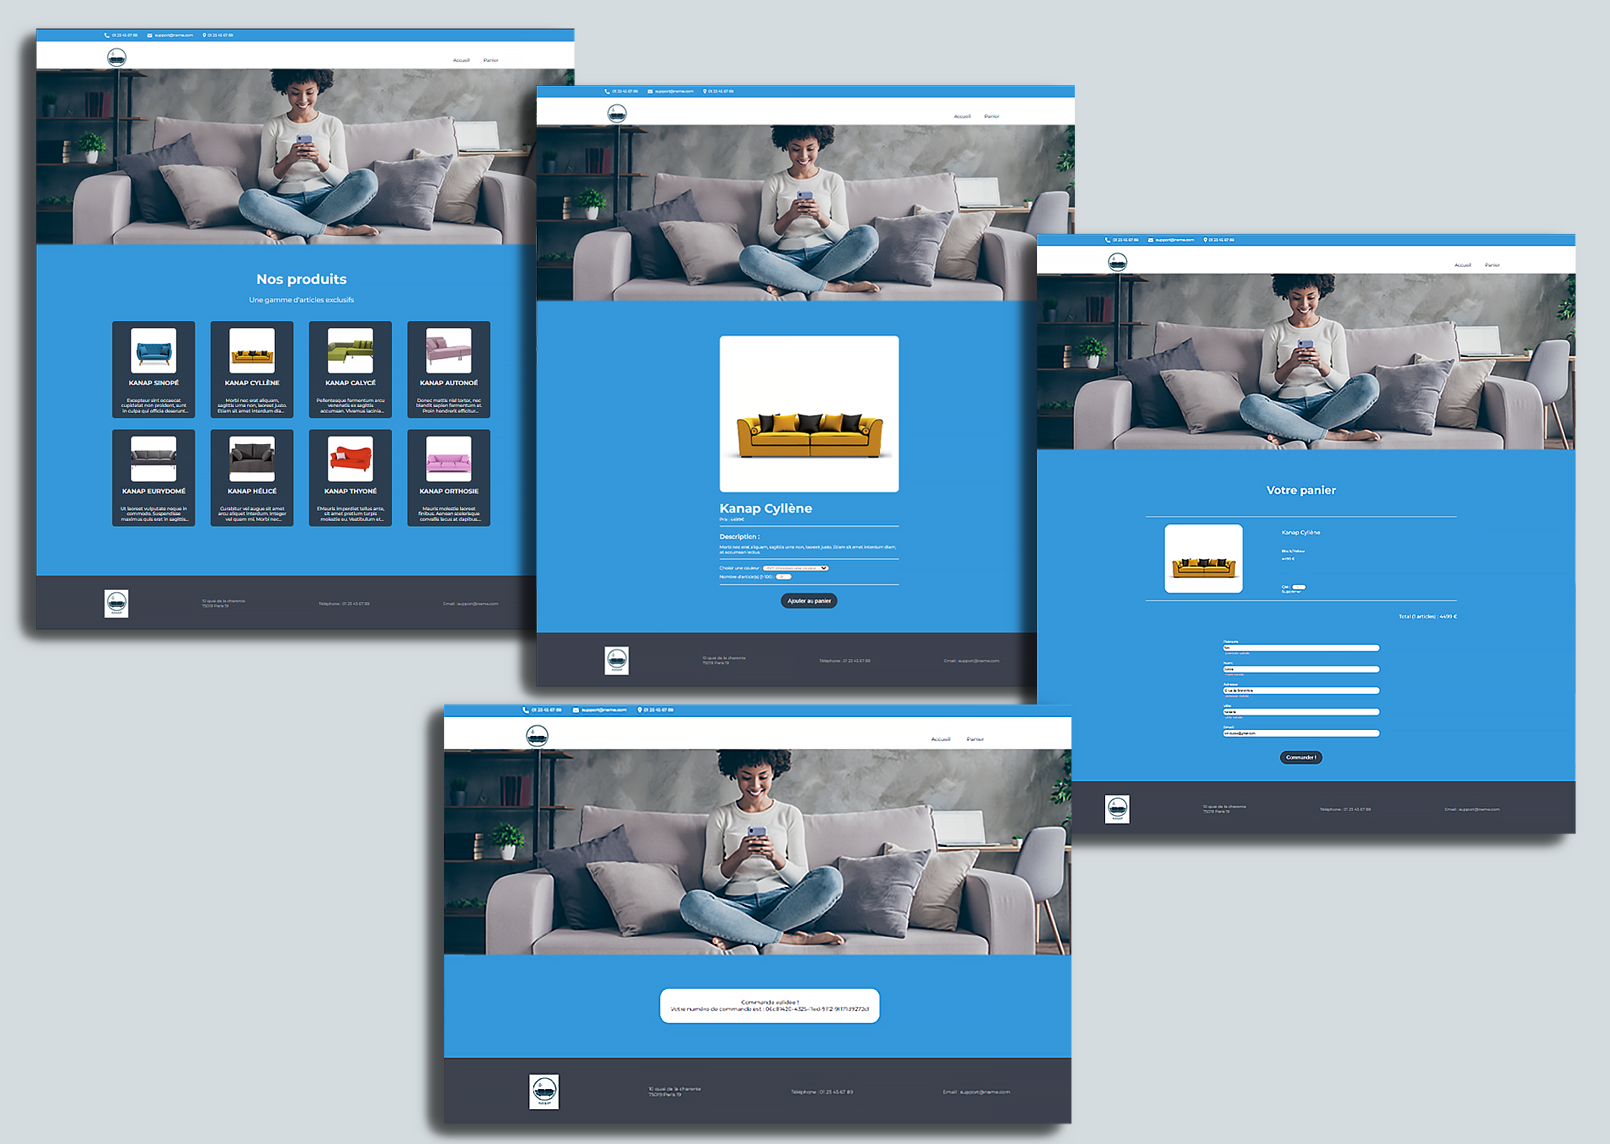 01 23 45 67 89 support@name.com 01 23 45 67 89
Accueil Panier
Nos produits
Une gamme d'articles exclusifs
KANAP SINOPÉ
Excepteur sint occaecat
cupidatat non proident, sunt
in culpa qui officia deserunt...
KANAP CYLLÈNE
Morbi nec erat aliquam,
sagittis urna non, laoreet justo.
Etiam sit amet interdum dia...
KANAP CALYCÉ
Pellentesque fermentum arcu
venenatis ex sagittis
accumsan. Vivamus lacinia...
KANAP AUTONOÉ
Donec mattis nisl tortor, nec
blandit sapien fermentum at.
Proin hendrerit efficitur...
KANAP EURYDOMÉ
Ut laoreet vulputate neque in
commodo. Suspendisse
maximus quis erat in sagittis...
KANAP HÉLICÉ
Curabitur vel augue sit amet
arcu aliquet interdum. Integer
vel quam mi. Morbi nec...
KANAP THYONÉ
EMauris imperdiet tellus ante,
sit amet pretium turpis
molestie eu. Vestibulum et...
KANAP ORTHOSIE
Mauris molestie laoreet
finibus. Aenean scelerisque
convallis lacus at dapibus...
10 quai de la charente
75019 Paris 19
Téléphone : 01 23 45 67 89
Email : support@name.com
01 23 45 67 89 support@name.com 01 23 45 67 89
Accueil Panier
Kanap Cyllène
Prix : 4499€
Description :
Morbi nec erat aliquam, sagittis urna non, laoreet justo. Etiam sit amet interdum diam,
at accumsan lectus.
Choisir une couleur :
Nombre d'article(s) (1-100) :
Ajouter au panier
10 quai de la charente
75019 Paris 19
Téléphone : 01 23 45 67 89
Email : support@name.com
01 23 45 67 89 support@name.com 01 23 45 67 89
Accueil Panier
Votre panier
Kanap Cyllène
Black/Yellow
4499 €
Qté :
Supprimer
Total (1 articles) : 4499 €
Prénom:
Nom:
Adresse:
Ville:
Email:
Commander !
KANAP
10 quai de la charente
75019 Paris 19
Téléphone : 01 23 45 67 89
Email : support@name.com
01 23 45 67 89 support@name.com 01 23 45 67 89
Accueil Panier
Commande validée !
Votre numéro de commande est :
KANAP
10 quai de la charente
75019 Paris 19
Téléphone : 01 23 45 67 89
Email : support@name.com